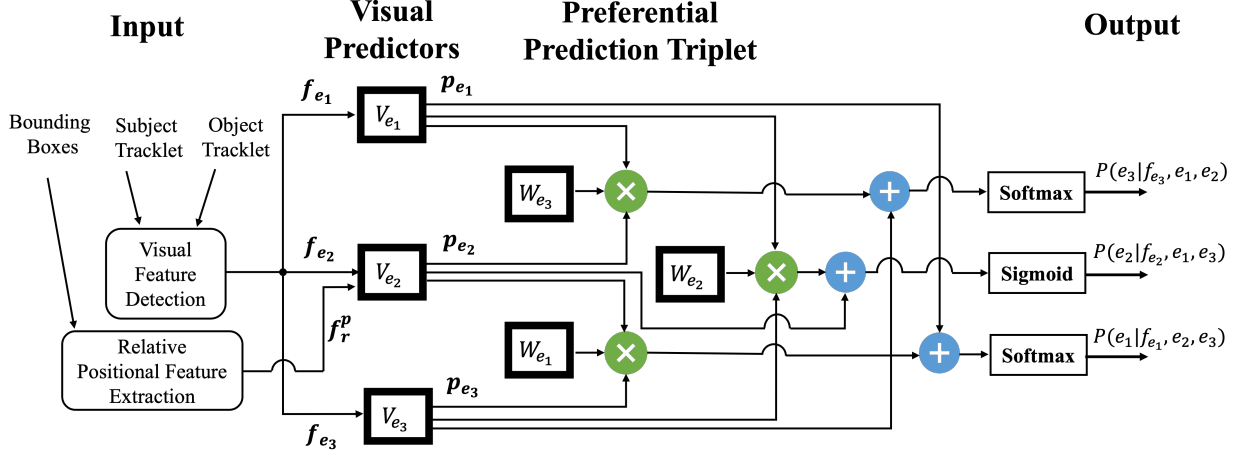 Input
Visual
Predictors
Preferential
Prediction Triplet
Output
Bounding
Boxes
Subject
Tracklet
Object
Tracklet
Visual
Feature
Detection
Relative
Positional Feature
Extraction
f_{e_1}
f_{e_2}
f_r^p
f_{e_3}
V_{e_1}
V_{e_2}
V_{e_3}
p_{e_1}
p_{e_2}
p_{e_3}
W_{e_3}
×
+
W_{e_2}
×
+
W_{e_1}
×
+
Softmax
P(e_3|f_{e_3}, e_1, e_2)
Sigmoid
P(e_2|f_{e_2}, e_1, e_3)
Softmax
P(e_1|f_{e_1}, e_2, e_3)